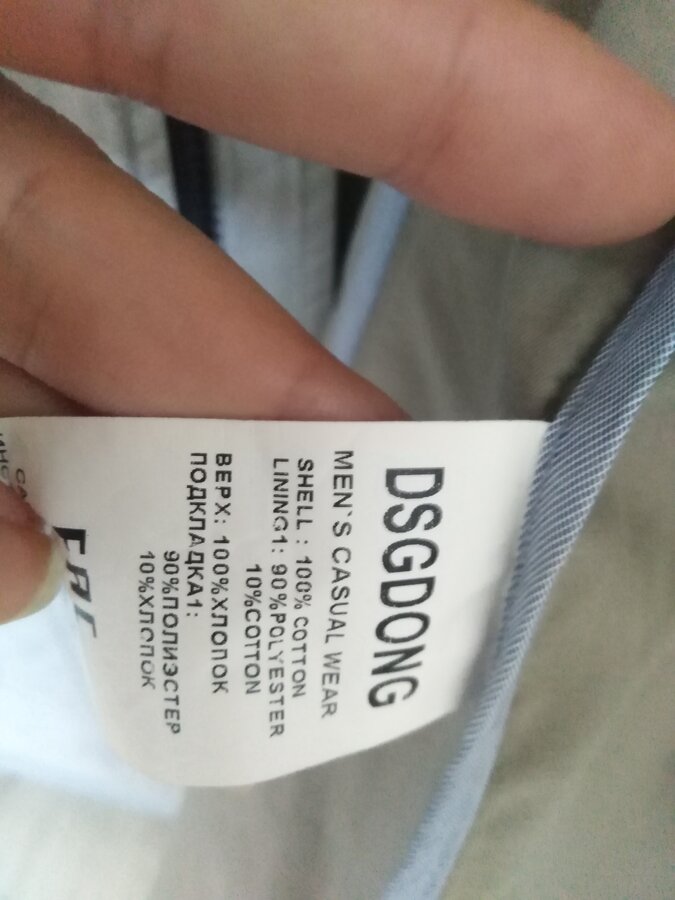 DSGDONG
MEN`S CASUAL WEAR
SHELL : 100% COTTON
LINING1: 90%POLYESTER
10%COTTON
ВЕРХ: 100%ХЛОПОК
ПОДКЛАДКА1:
90%ПОЛИЭСТЕР
10%ХЛОПОК
EAC